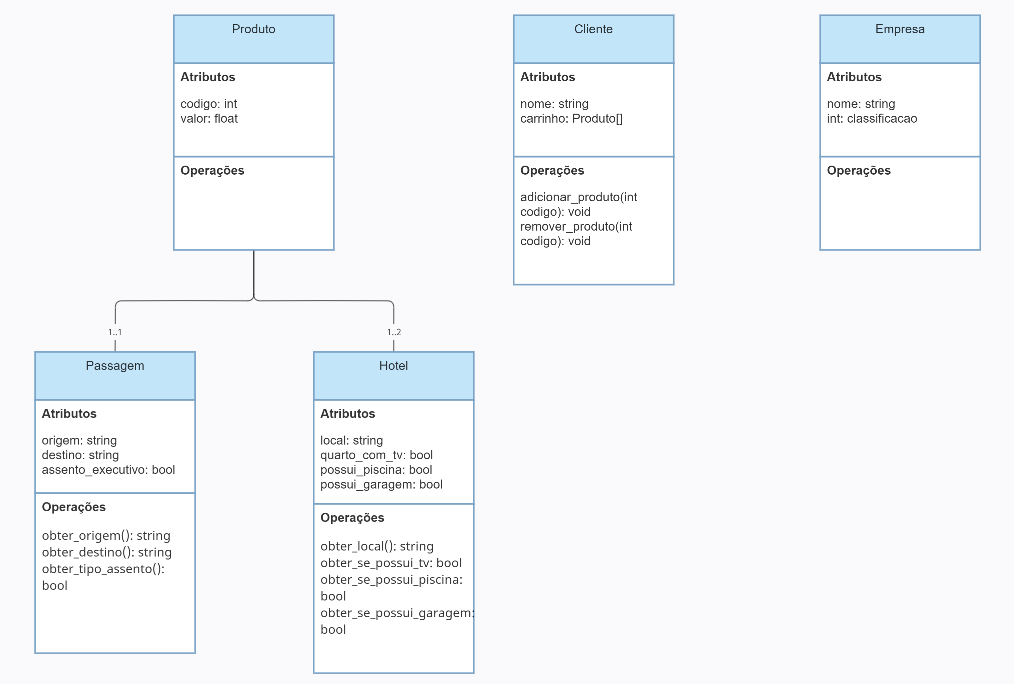 Produto
Atributos
codigo: int
valor: float
Operações
Cliente
Atributos
nome: string
carrinho: Produto[]
Operações
adicionar_produto(int
codigo): void
remover_produto(int
codigo): void
Empresa
Atributos
nome: string
int: classificacao
Operações
1..1
1..2
Passagem
Atributos
origem: string
destino: string
assento_executivo: bool
Operações
obter_origem(): string
obter_destino(): string
obter_tipo_assento():
bool
Hotel
Atributos
local: string
quarto_com_tv: bool
possui_piscina: bool
possui_garagem: bool
Operações
obter_local(): string
obter_se_possui_tv: bool
obter_se_possui_piscina:
bool
obter_se_possui_garagem:
bool